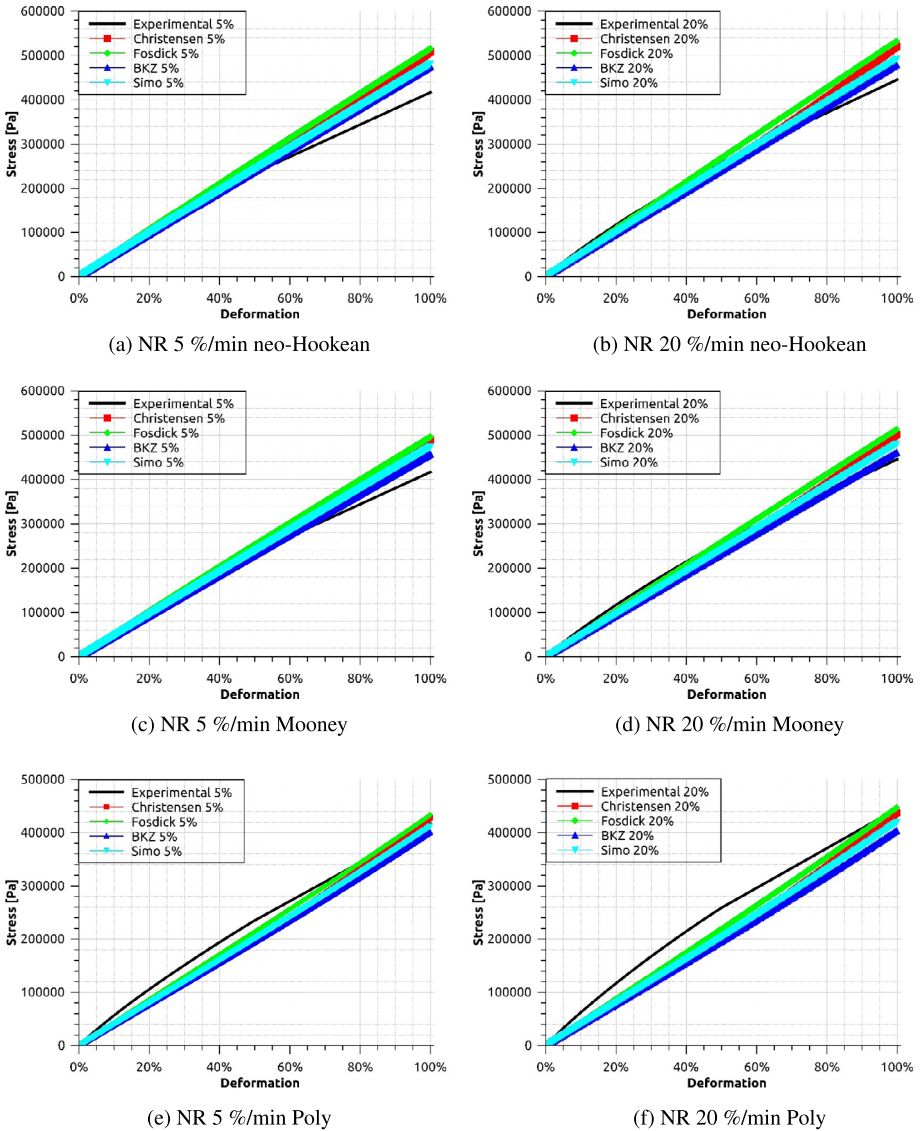 600000
500000
400000
300000
200000
100000
0
Stress [Pa]
Experimental 5%
Christensen 5%
Fosdick 5%
BKZ 5%
Simo 5%
0% 20% 40% 60% 80% 100%
Deformation
(a) NR 5 %/min neo-Hookean
600000
500000
400000
300000
200000
100000
0
Stress [Pa]
Experimental 20%
Christensen 20%
Fosdick 20%
BKZ 20%
Simo 20%
0% 20% 40% 60% 80% 100%
Deformation
(b) NR 20 %/min neo-Hookean
600000
500000
400000
300000
200000
100000
0
Stress [Pa]
Experimental 5%
Christensen 5%
Fosdick 5%
BKZ 5%
Simo 5%
0% 20% 40% 60% 80% 100%
Deformation
(c) NR 5 %/min Mooney
600000
500000
400000
300000
200000
100000
0
Stress [Pa]
Experimental 20%
Christensen 20%
Fosdick 20%
BKZ 20%
Simo 20%
0% 20% 40% 60% 80% 100%
Deformation
(d) NR 20 %/min Mooney
500000
400000
300000
200000
100000
0
Stress [Pa]
Experimental 5%
Christensen 5%
Fosdick 5%
BKZ 5%
Simo 5%
0% 20% 40% 60% 80% 100%
Deformation
(e) NR 5 %/min Poly
500000
400000
300000
200000
100000
0
Stress [Pa]
Experimental 20%
Christensen 20%
Fosdick 20%
BKZ 20%
Simo 20%
0% 20% 40% 60% 80% 100%
Deformation
(f) NR 20 %/min Poly